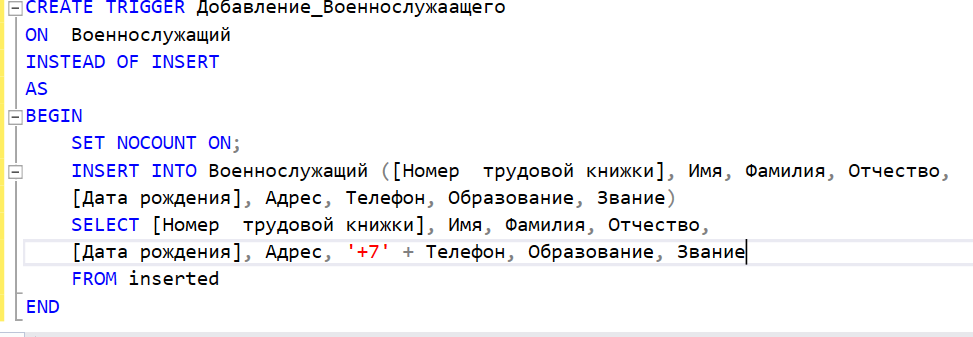 CREATE TRIGGER Добавление_Военнослужаащего
ON  Военнослужащий
INSTEAD OF INSERT
AS
BEGIN
SET NOCOUNT ON;
INSERT INTO Военнослужащий ([Номер  трудовой книжки], Имя, Фамилия, Отчество,
[Дата рождения], Адрес, Телефон, Образование, Звание)
SELECT [Номер  трудовой книжки], Имя, Фамилия, Отчество,
[Дата рождения], Адрес, '+7' + Телефон, Образование, Звание
FROM inserted
END